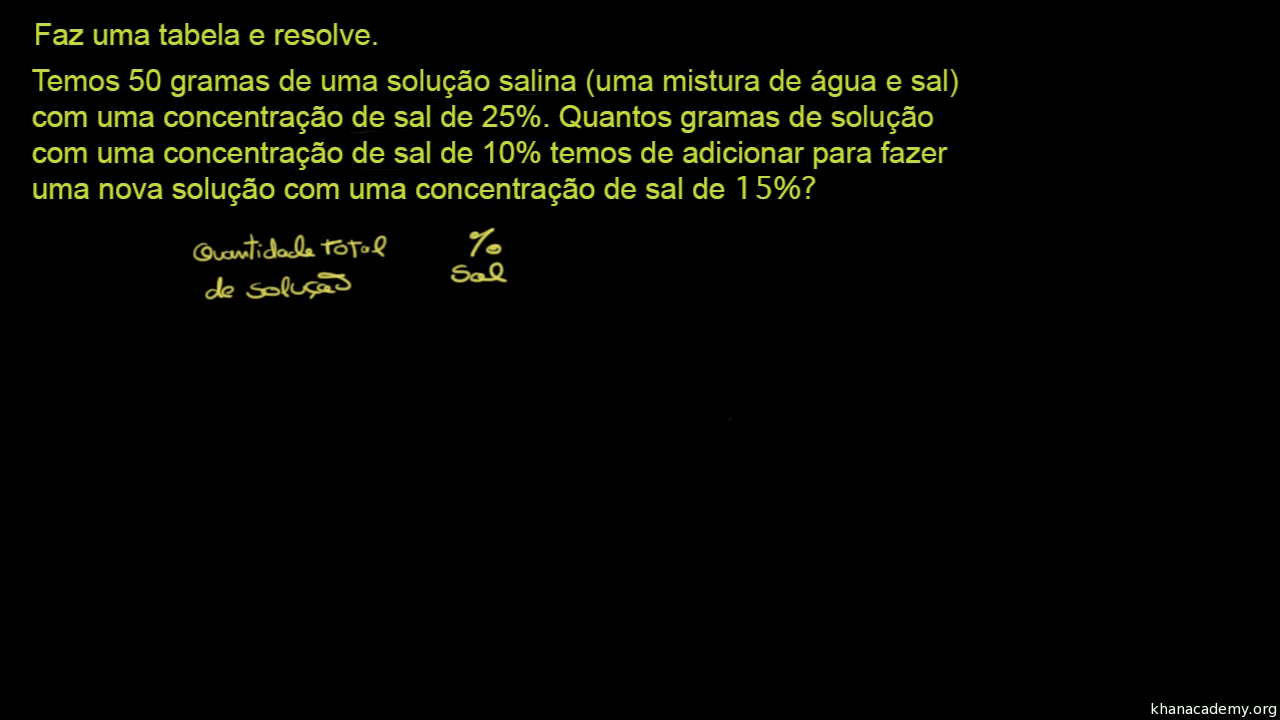 Faz uma tabela e resolve.
Temos 50 gramas de uma solução salina (uma mistura de água e sal)
com uma concentração de sal de 25%. Quantos gramas de solução
com uma concentração de sal de 10% temos de adicionar para fazer
uma nova solução com uma concentração de sal de 15%?
Quantidade total %
de solução sal
khanacademy.org